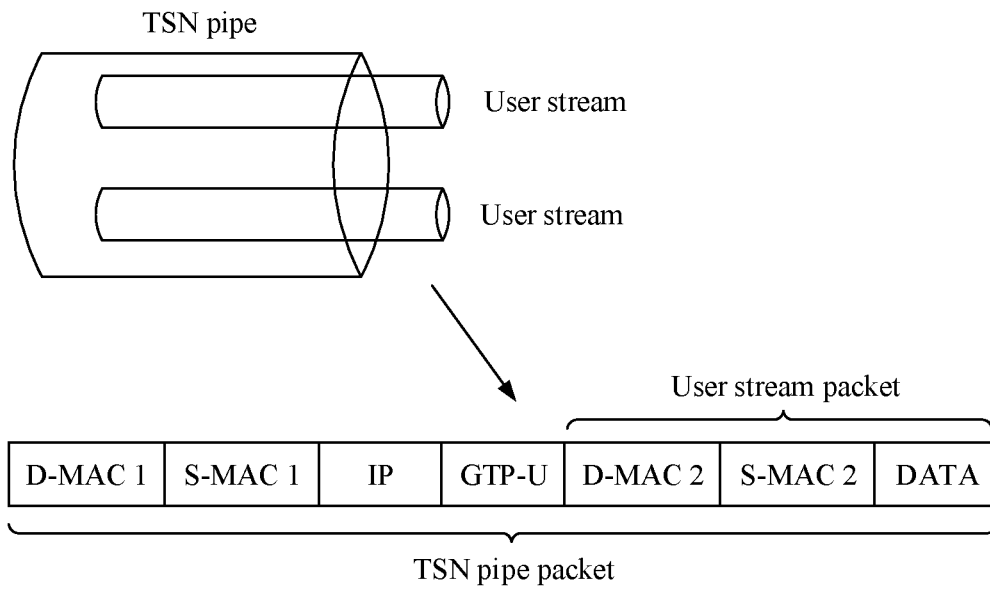 TSN pipe
User stream
User stream
User stream packet
D-MAC 1 S-MAC 1 IP GTP-U D-MAC 2 S-MAC 2 DATA
TSN pipe packet